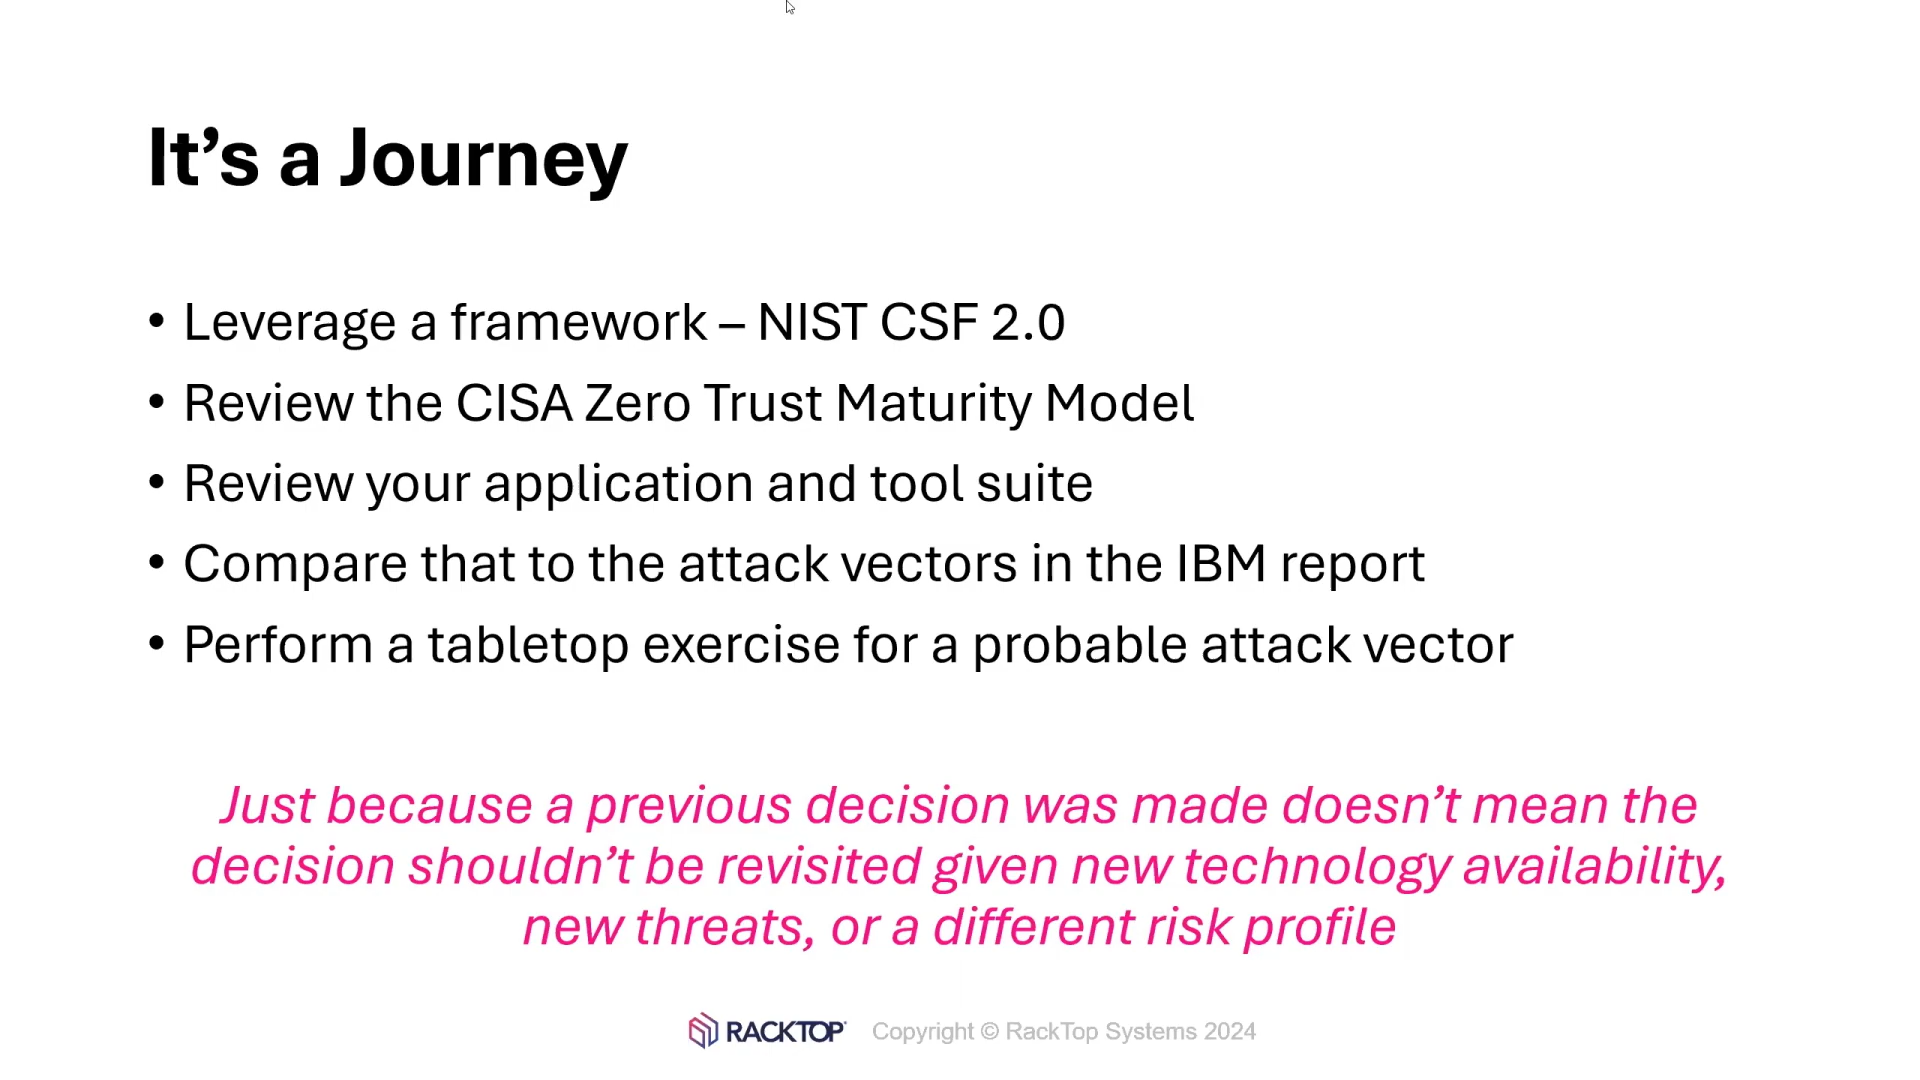 It’s a Journey
• Leverage a framework – NIST CSF 2.0
• Review the CISA Zero Trust Maturity Model
• Review your application and tool suite
• Compare that to the attack vectors in the IBM report
• Perform a tabletop exercise for a probable attack vector
Just because a previous decision was made doesn’t mean the
decision shouldn’t be revisited given new technology availability,
new threats, or a different risk profile
RACKTOP Copyright © RackTop Systems 2024